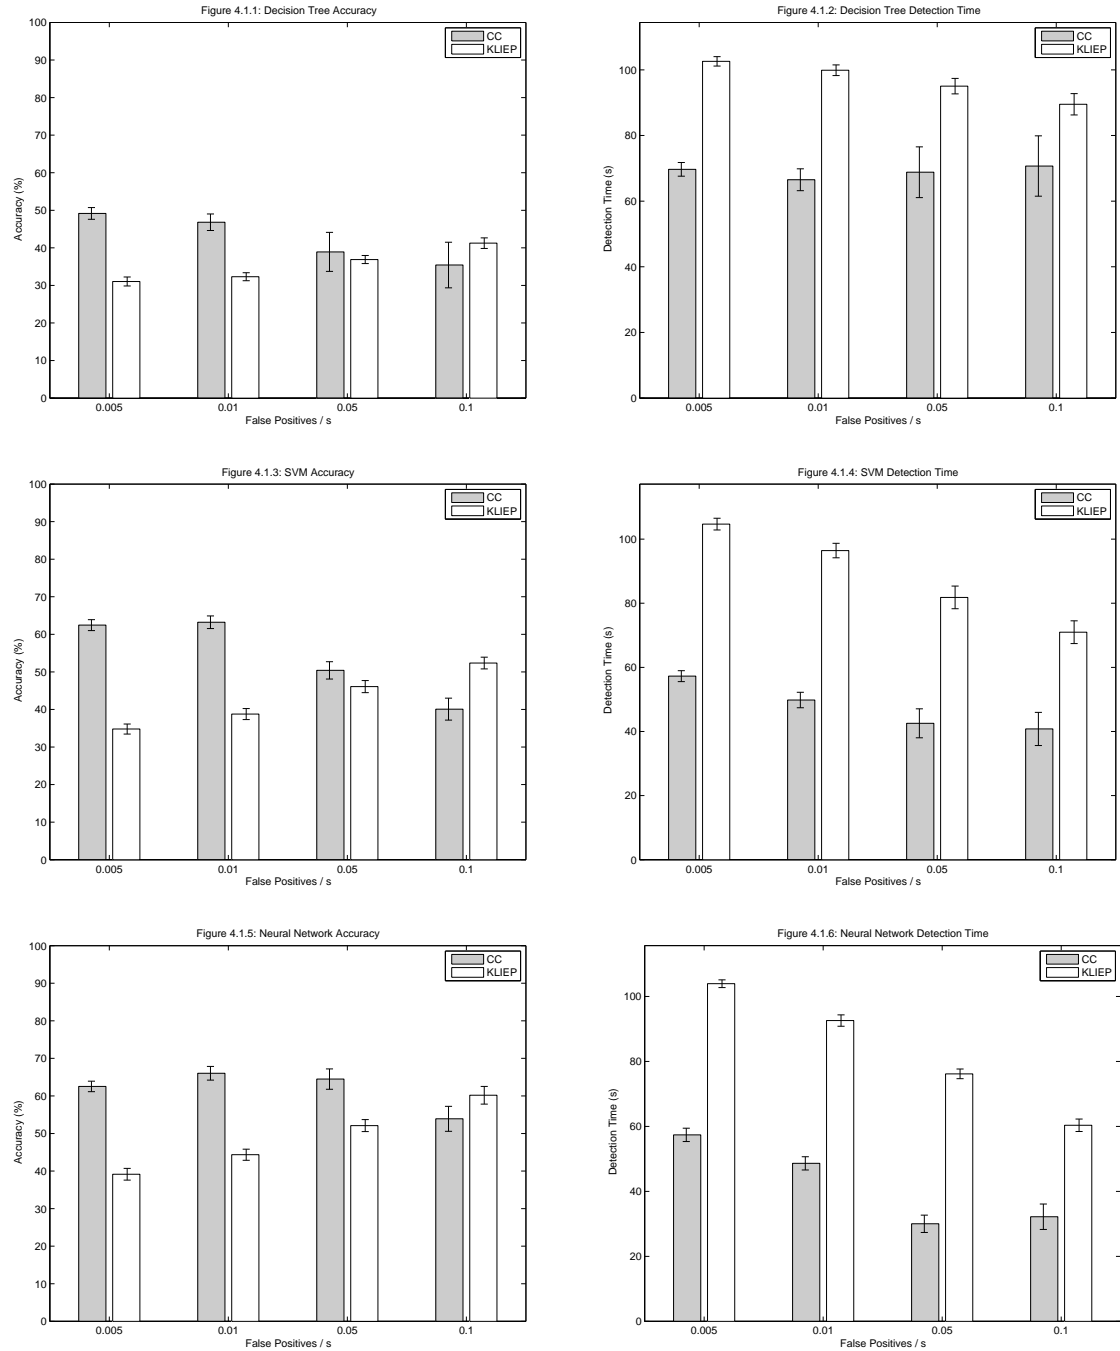 Figure 4.1.1: Decision Tree Accuracy
100
90
80
70
60
50
40
30
20
10
0
Accuracy (%)
CC
KLIEP
0.005 0.01 0.05 0.1
False Positives / s
Figure 4.1.2: Decision Tree Detection Time
100
80
60
40
20
0
Detection Time (s)
CC
KLIEP
0.005 0.01 0.05 0.1
False Positives / s
Figure 4.1.3: SVM Accuracy
100
90
80
70
60
50
40
30
20
10
0
Accuracy (%)
CC
KLIEP
0.005 0.01 0.05 0.1
False Positives / s
Figure 4.1.4: SVM Detection Time
100
80
60
40
20
0
Detection Time (s)
CC
KLIEP
0.005 0.01 0.05 0.1
False Positives / s
Figure 4.1.5: Neural Network Accuracy
100
90
80
70
60
50
40
30
20
10
0
Accuracy (%)
CC
KLIEP
0.005 0.01 0.05 0.1
False Positives / s
Figure 4.1.6: Neural Network Detection Time
100
80
60
40
20
0
Detection Time (s)
CC
KLIEP
0.005 0.01 0.05 0.1
False Positives / s